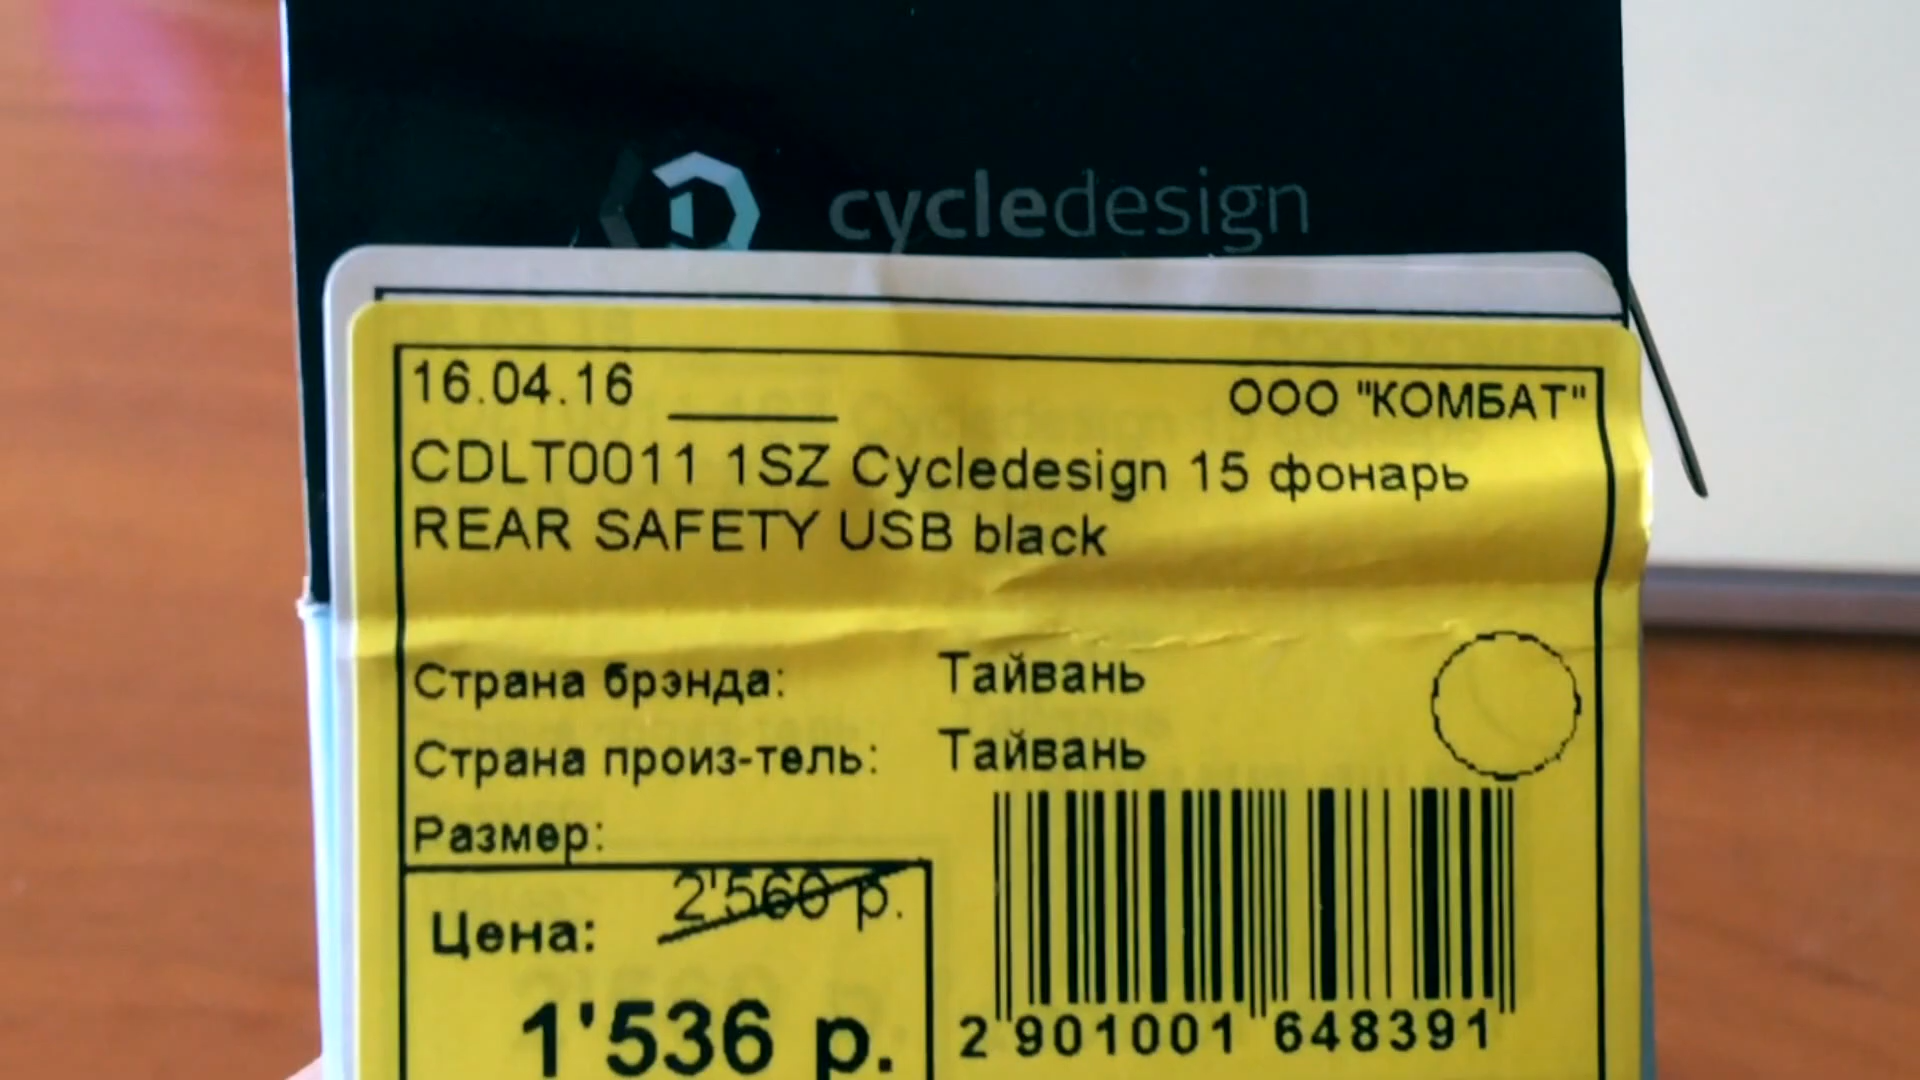 cycledesign
16.04.16 ООО "КОМБАТ"
CDLT0011 1SZ Cycledesign 15 фонарь
REAR SAFETY USB black
Страна брэнда: Тайвань
Страна произ-тель: Тайвань
Размер:
Цена: 2'560 р.
1'536 р.
2 901001 648391